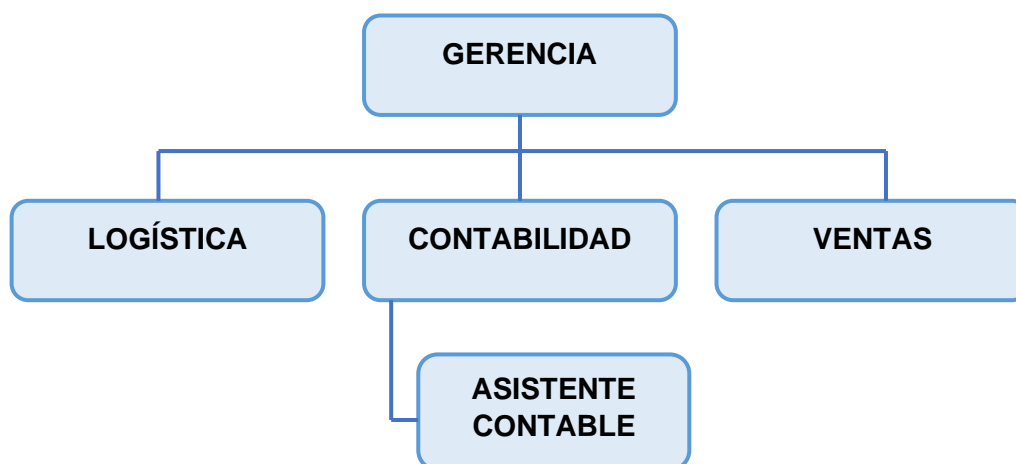 GERENCIA
LOGÍSTICA
CONTABILIDAD
VENTAS
ASISTENTE
CONTABLE